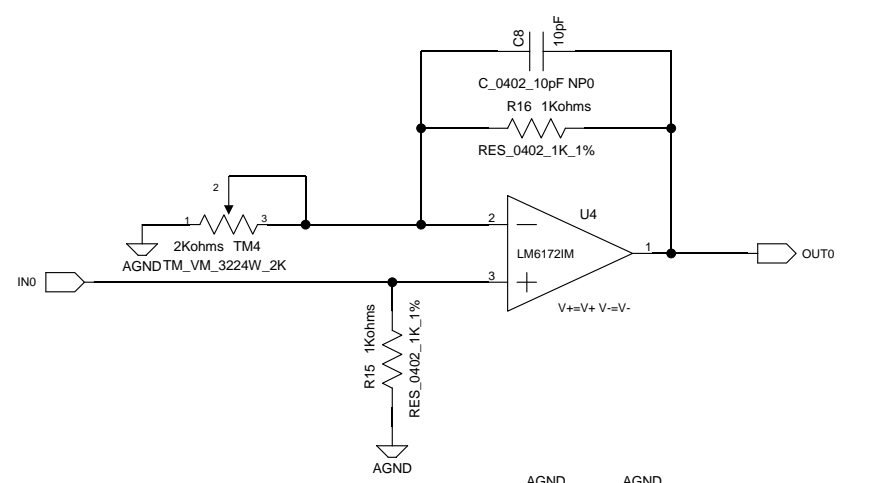 C8
10pF
C_0402_10pF NP0
R16 1Kohms
RES_0402_1K_1%
2
1
3
2Kohms TM4
AGND
TM_VM_3224W_2K
2
U4
LM6172IM
1
OUT0
IN0
3
V+=V+ V-=V-
R15 1Kohms
RES_0402_1K_1%
AGND
AGND
AGND